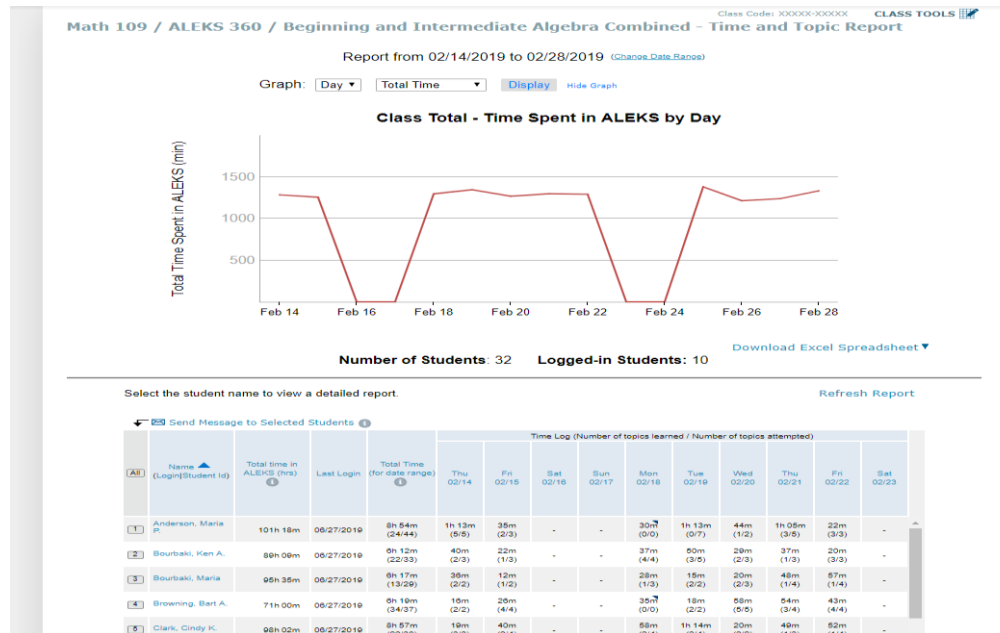 Class Code: XXXXX-XXXXX CLASS TOOLS
Math 109 / ALEKS 360 / Beginning and Intermediate Algebra Combined - Time and Topic Report
Report from 02/14/2019 to 02/28/2019 (Change Date Range)
Graph: Day ▼ Total Time ▼ Display Hide Graph
Class Total - Time Spent in ALEKS by Day
Total Time Spent in ALEKS (min)
1500
1000
500
Feb 14 Feb 16 Feb 18 Feb 20 Feb 22 Feb 24 Feb 26 Feb 28
Download Excel Spreadsheet ▼
Number of Students: 32 Logged-in Students: 10
Select the student name to view a detailed report. Refresh Report
Send Message to Selected Students
Time Log (Number of topics learned / Number of topics attempted)
All Name (Login|Student Id) Total time in ALEKS (hrs) Last Login Total Time (for date range) Thu 02/14 Fri 02/15 Sat 02/16 Sun 02/17 Mon 02/18 Tue 02/19 Wed 02/20 Thu 02/21 Fri 02/22 Sat 02/23
1 Anderson, Maria P. 101h 18m 06/27/2019 8h 54m (24/44) 1h 13m (5/5) 35m (2/3) - - 30m (0/0) 1h 13m (0/7) 44m (1/2) 1h 05m (3/5) 22m (3/3) -
2 Bourbaki, Ken A. 89h 09m 06/27/2019 6h 12m (22/33) 40m (2/3) 22m (1/3) - - 37m (4/4) 50m (3/5) 29m (2/3) 37m (1/3) 20m (3/3) -
3 Bourbaki, Maria 95h 35m 06/27/2019 6h 17m (13/29) 36m (2/2) 12m (1/2) - - 28m (1/3) 15m (2/2) 20m (2/3) 48m (1/4) 57m (1/4) -
4 Browning, Bart A. 71h 00m 06/27/2019 6h 19m (34/37) 16m (2/2) 26m (4/4) - - 35m (0/0) 18m (2/2) 58m (5/5) 54m (3/4) 43m (4/4) -
5 Clark, Cindy K. 98h 02m 06/27/2019 8h 57m 19m 40m 58m 1h 14m 20m 49m 52m